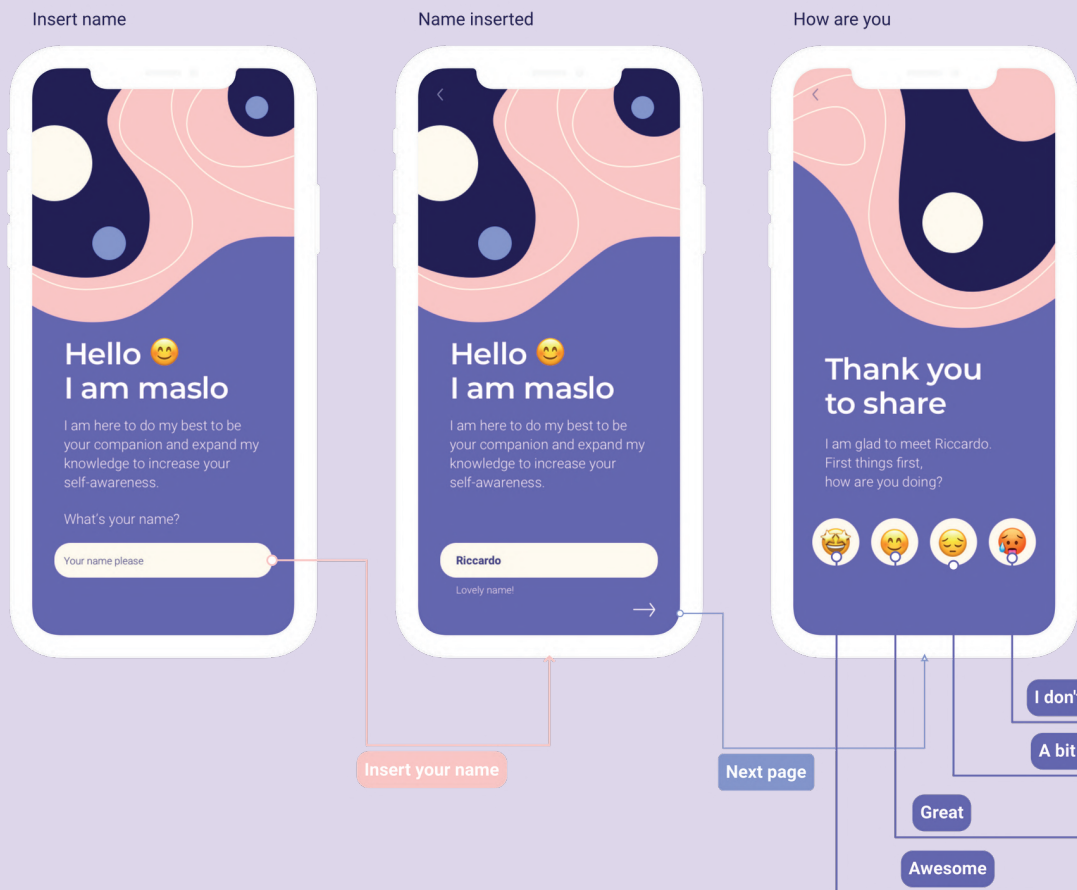 Insert name
Name inserted
How are you
Hello 😊
I am maslo
I am here to do my best to be
your companion and expand my
knowledge to increase your
self-awareness.
What's your name?
Your name please
Hello 😊
I am maslo
I am here to do my best to be
your companion and expand my
knowledge to increase your
self-awareness.
Riccardo
Lovely name!
Thank you
to share
I am glad to meet Riccardo.
First things first,
how are you doing?
Insert your name
Next page
I don'
A bit
Great
Awesome